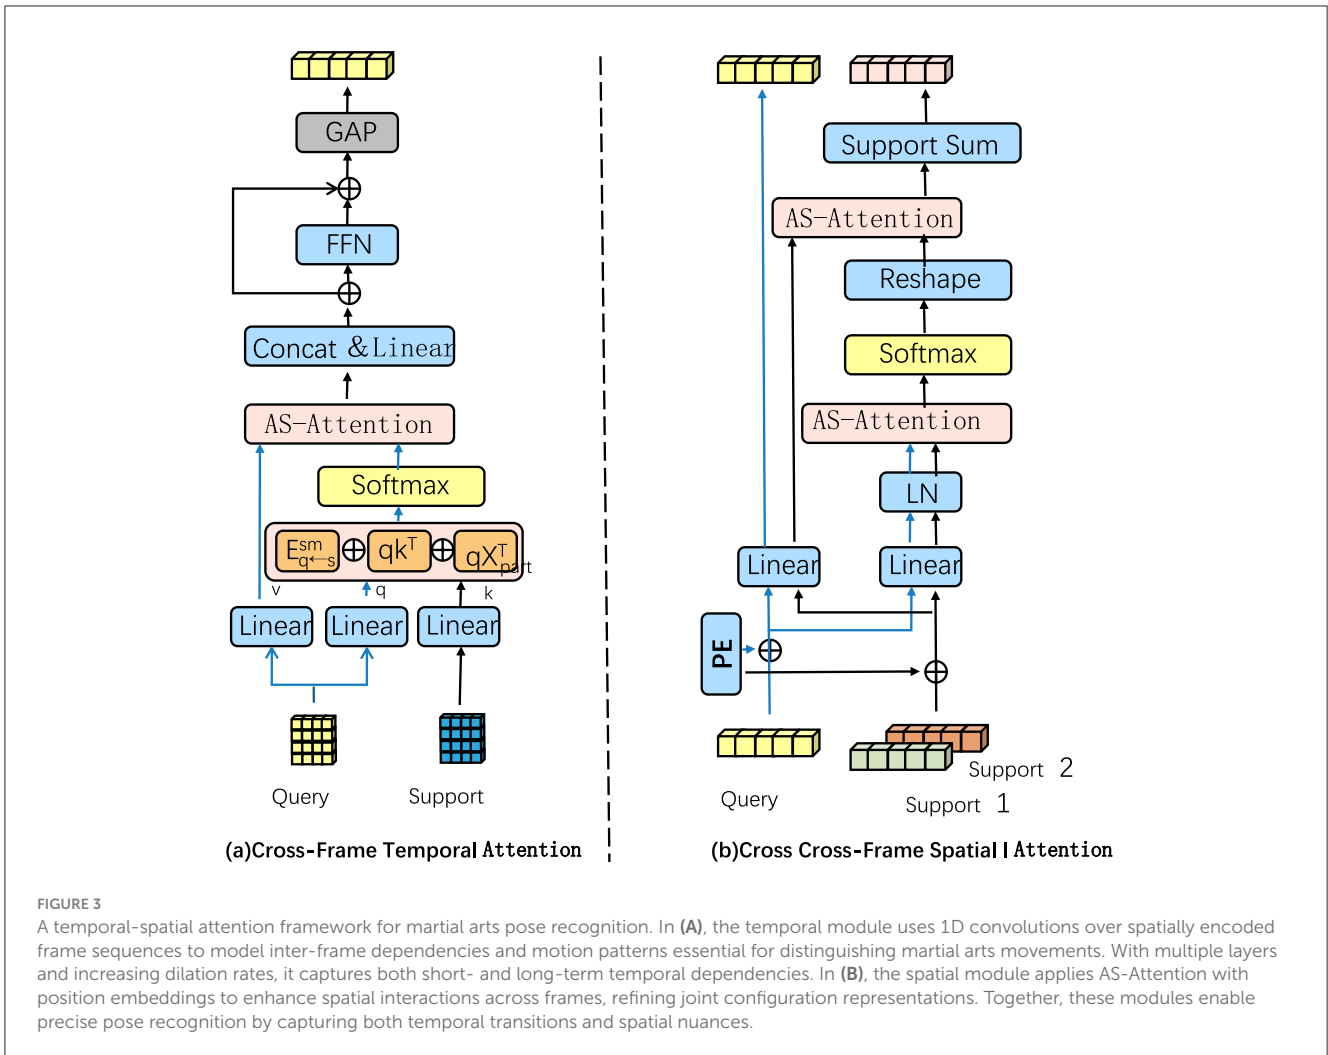 GAP
FFN
Concat & Linear
AS-Attention
Softmax
E^sm_q←s ⊕ qk^T ⊕ qX^T_part
v q k
Linear Linear Linear
Query Support
(a)Cross-Frame Temporal Attention
Support Sum
AS-Attention
Reshape
Softmax
AS-Attention
LN
Linear Linear
PE
Support 2
Query
Support 1
(b)Cross Cross-Frame Spatial l Attention
FIGURE 3
A temporal-spatial attention framework for martial arts pose recognition. In (A), the temporal module uses 1D convolutions over spatially encoded
frame sequences to model inter-frame dependencies and motion patterns essential for distinguishing martial arts movements. With multiple layers
and increasing dilation rates, it captures both short- and long-term temporal dependencies. In (B), the spatial module applies AS-Attention with
position embeddings to enhance spatial interactions across frames, refining joint configuration representations. Together, these modules enable
precise pose recognition by capturing both temporal transitions and spatial nuances.